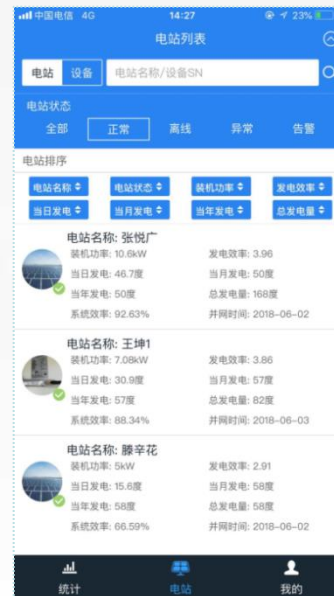 中国电信 4G 14:27 23%
电站列表
电站 设备 电站名称/设备SN
电站状态
全部 正常 离线 异常 告警
电站排序
电站名称 电站状态 装机功率 发电效率
当日发电 当月发电 当年发电 总发电量
电站名称: 张悦广
装机功率: 10.6kW 发电效率: 3.96
当日发电: 46.7度 当月发电: 50度
当年发电: 50度 总发电量: 168度
系统效率: 92.63% 并网时间: 2018-06-02
电站名称: 王坤1
装机功率: 7.08kW 发电效率: 3.86
当日发电: 30.9度 当月发电: 57度
当年发电: 57度 总发电量: 82度
系统效率: 88.34% 并网时间: 2018-06-03
电站名称: 滕辛花
装机功率: 5kW 发电效率: 2.91
当日发电: 15.6度 当月发电: 58度
当年发电: 58度 总发电量: 58度
系统效率: 66.59% 并网时间: 2018-06-02
统计 电站 我的